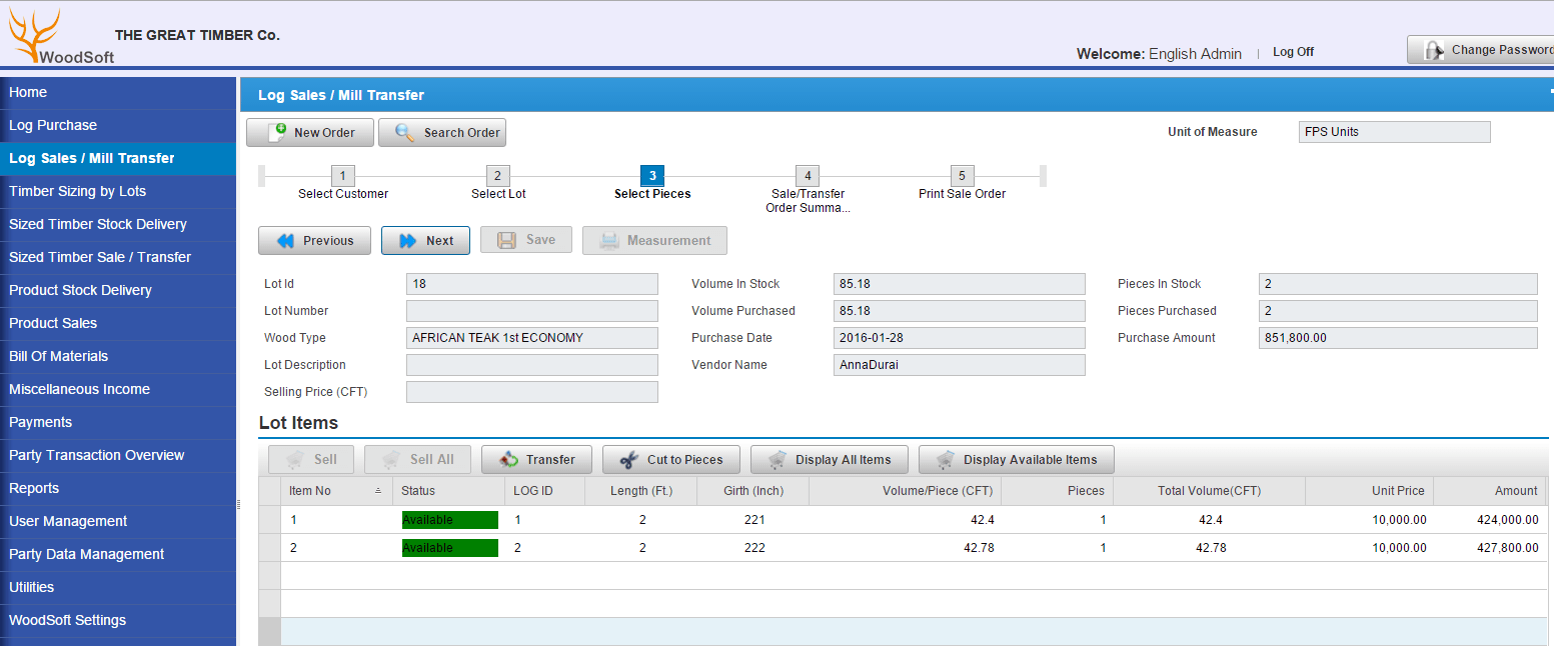 THE GREAT TIMBER Co.
WoodSoft
Welcome: English Admin | Log Off
Change Password
Home
Log Purchase
Log Sales / Mill Transfer
Timber Sizing by Lots
Sized Timber Stock Delivery
Sized Timber Sale / Transfer
Product Stock Delivery
Product Sales
Bill Of Materials
Miscellaneous Income
Payments
Party Transaction Overview
Reports
User Management
Party Data Management
Utilities
WoodSoft Settings
Log Sales / Mill Transfer
New Order Search Order Unit of Measure FPS Units
1 2 3 4 5
Select Customer Select Lot Select Pieces Sale/Transfer Print Sale Order
Order Summa...
Previous Next Save Measurement
Lot Id 18 Volume In Stock 85.18 Pieces In Stock 2
Lot Number Volume Purchased 85.18 Pieces Purchased 2
Wood Type AFRICAN TEAK 1st ECONOMY Purchase Date 2016-01-28 Purchase Amount 851,800.00
Lot Description Vendor Name AnnaDurai
Selling Price (CFT)
Lot Items
Sell Sell All Transfer Cut to Pieces Display All Items Display Available Items
Item No Status LOG ID Length (Ft.) Girth (Inch) Volume/Piece (CFT) Pieces Total Volume(CFT) Unit Price Amount
1 Available 1 2 221 42.4 1 42.4 10,000.00 424,000.00
2 Available 2 2 222 42.78 1 42.78 10,000.00 427,800.00